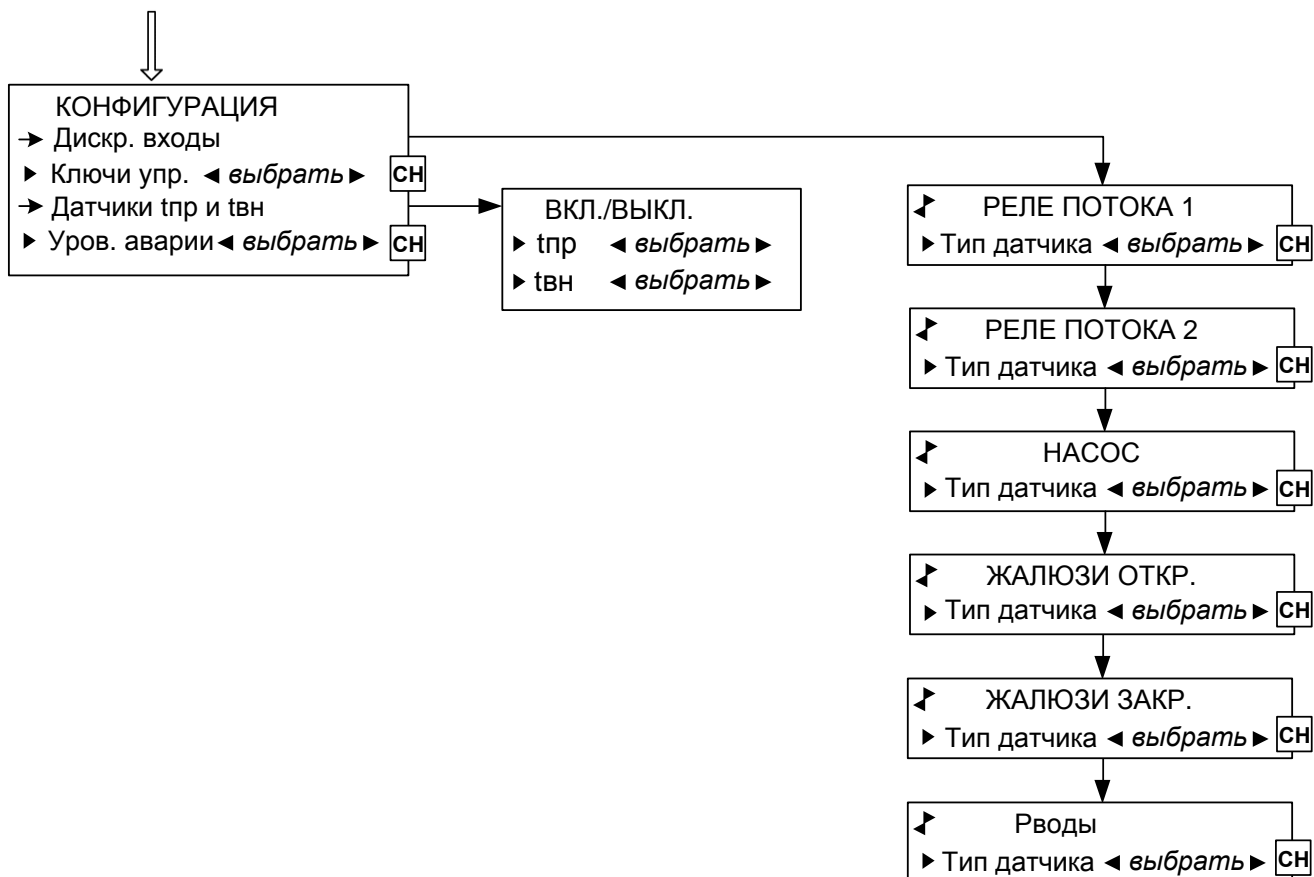 КОНФИГУРАЦИЯ
Дискр. входы
Ключи упр. выбрать СН
Датчики tпр и tвн
Уров. аварии выбрать СН
ВКЛ./ВЫКЛ.
tпр выбрать
tвн выбрать
РЕЛЕ ПОТОКА 1
Тип датчика выбрать СН
РЕЛЕ ПОТОКА 2
Тип датчика выбрать СН
НАСОС
Тип датчика выбрать СН
ЖАЛЮЗИ ОТКР.
Тип датчика выбрать СН
ЖАЛЮЗИ ЗАКР.
Тип датчика выбрать СН
Рводы
Тип датчика выбрать СН